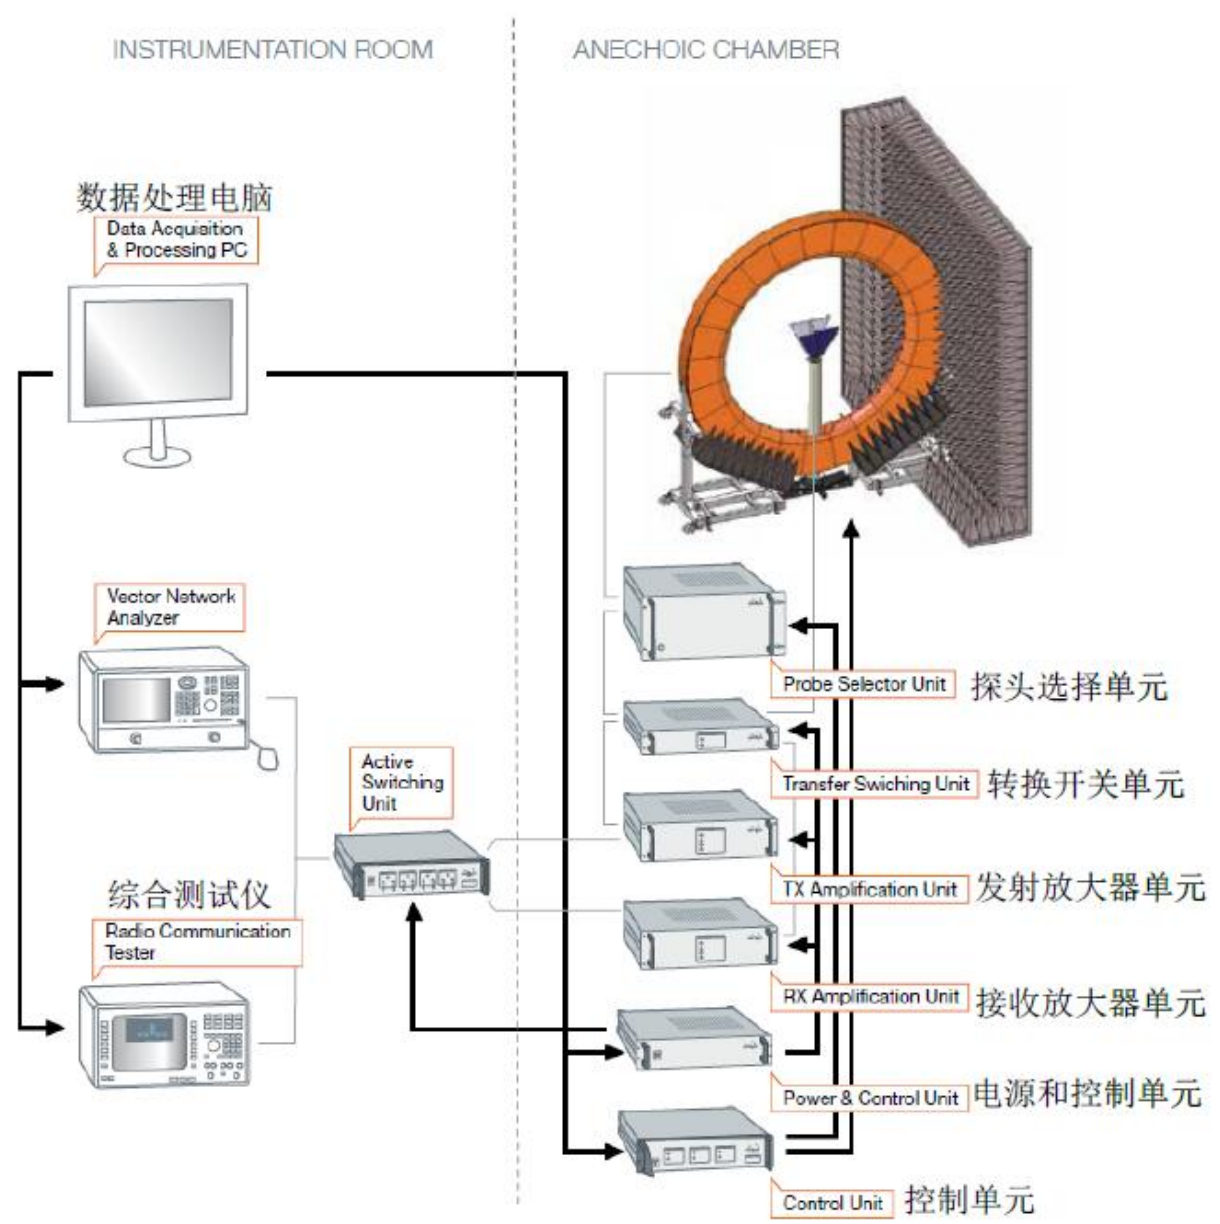 INSTRUMENTATION ROOM
ANECHOIC CHAMBER
数据处理电脑
Data Acquisition
& Processing PC
Vector Network
Analyzer
Active
Switching
Unit
综合测试仪
Radio Communication
Tester
Probe Selector Unit
探头选择单元
Transfer Swiching Unit
转换开关单元
TX Amplification Unit
发射放大器单元
RX Amplification Unit
接收放大器单元
Power & Control Unit
电源和控制单元
Control Unit
控制单元